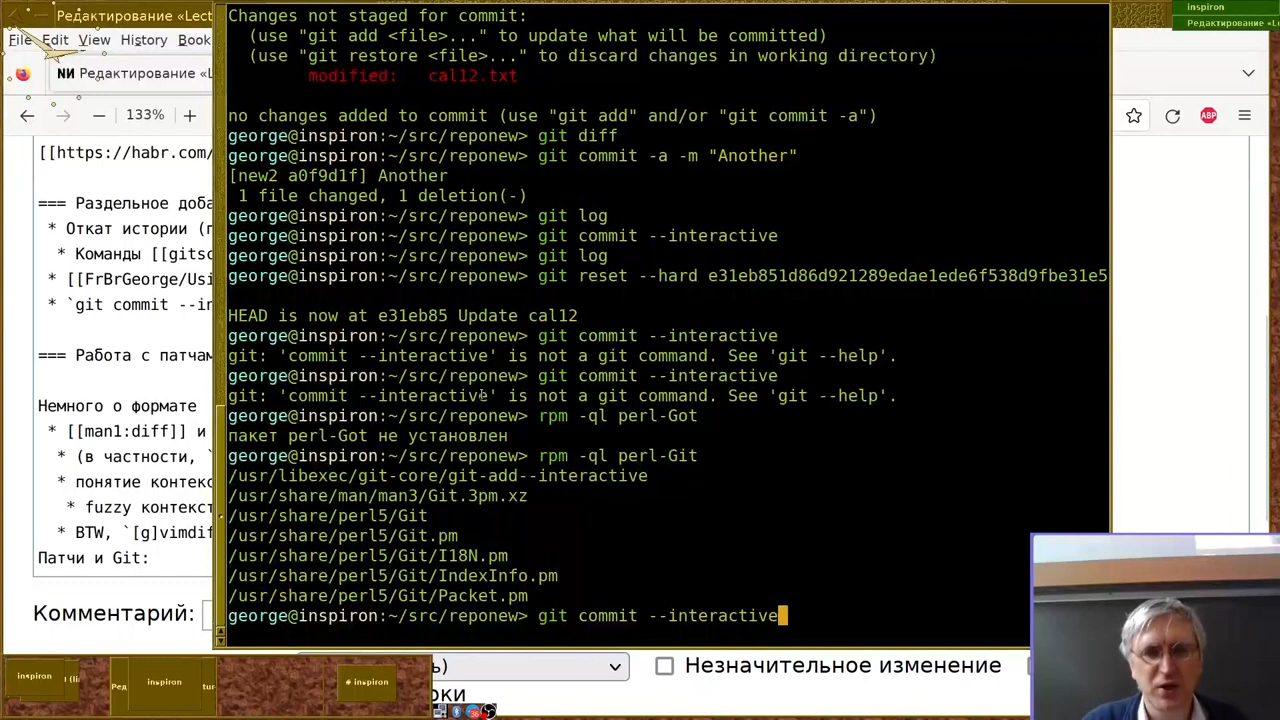 Редактирование «Lect
inspiron
Редактирование «Lect
File Edit View History Book
Редактирование «L
133%
[[https://habr.com/
=== Раздельное доба
* Откат истории (п
* Команды [[gitsc
* [[FrBrGeorge/Usi
* `git commit --in
=== Работа с патчам
Немного о формате
* [[man1:diff]] и
* (в частности, `
* понятие контекс
* fuzzy контекст
* BTW, `[g]vimdif
Патчи и Git:
Комментарий:
Changes not staged for commit:
(use "git add <file>..." to update what will be committed)
(use "git restore <file>..." to discard changes in working directory)
modified:   cal12.txt
no changes added to commit (use "git add" and/or "git commit -a")
george@inspiron:~/src/reponew> git diff
george@inspiron:~/src/reponew> git commit -a -m "Another"
[new2 a0f9d1f] Another
1 file changed, 1 deletion(-)
george@inspiron:~/src/reponew> git log
george@inspiron:~/src/reponew> git commit --interactive
george@inspiron:~/src/reponew> git log
george@inspiron:~/src/reponew> git reset --hard e31eb851d86d921289edae1ede6f538d9fbe31e5
HEAD is now at e31eb85 Update cal12
george@inspiron:~/src/reponew> git commit --interactive
git: 'commit --interactive' is not a git command. See 'git --help'.
george@inspiron:~/src/reponew> git commit --interactive
git: 'commit --interactive' is not a git command. See 'git --help'.
george@inspiron:~/src/reponew> rpm -ql perl-Got
пакет perl-Got не установлен
george@inspiron:~/src/reponew> rpm -ql perl-Git
/usr/libexec/git-core/git-add--interactive
/usr/share/man/man3/Git.3pm.xz
/usr/share/perl5/Git
/usr/share/perl5/Git.pm
/usr/share/perl5/Git/I18N.pm
/usr/share/perl5/Git/IndexInfo.pm
/usr/share/perl5/Git/Packet.pm
george@inspiron:~/src/reponew> git commit --interactive
ь)
Незначительное изменение
оки
inspiron
inspiron
# inspiron
ABP